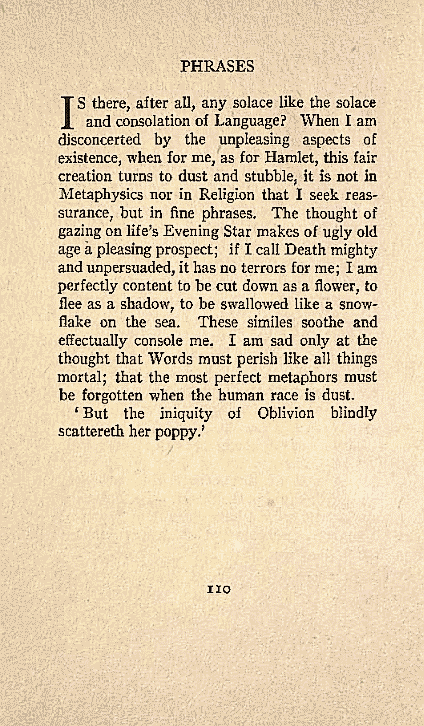 PHRASES
IS there, after all, any solace like the solace
and consolation of Language? When I am
disconcerted by the unpleasing aspects of
existence, when for me, as for Hamlet, this fair
creation turns to dust and stubble, it is not in
Metaphysics nor in Religion that I seek reas-
surance, but in fine phrases. The thought of
gazing on life's Evening Star makes of ugly old
age a pleasing prospect; if I call Death mighty
and unpersuaded, it has no terrors for me; I am
perfectly content to be cut down as a flower, to
flee as a shadow, to be swallowed like a snow-
flake on the sea. These similes soothe and
effectually console me. I am sad only at the
thought that Words must perish like all things
mortal; that the most perfect metaphors must
be forgotten when the human race is dust.
‘But the iniquity of Oblivion blindly
scattereth her poppy.’
110